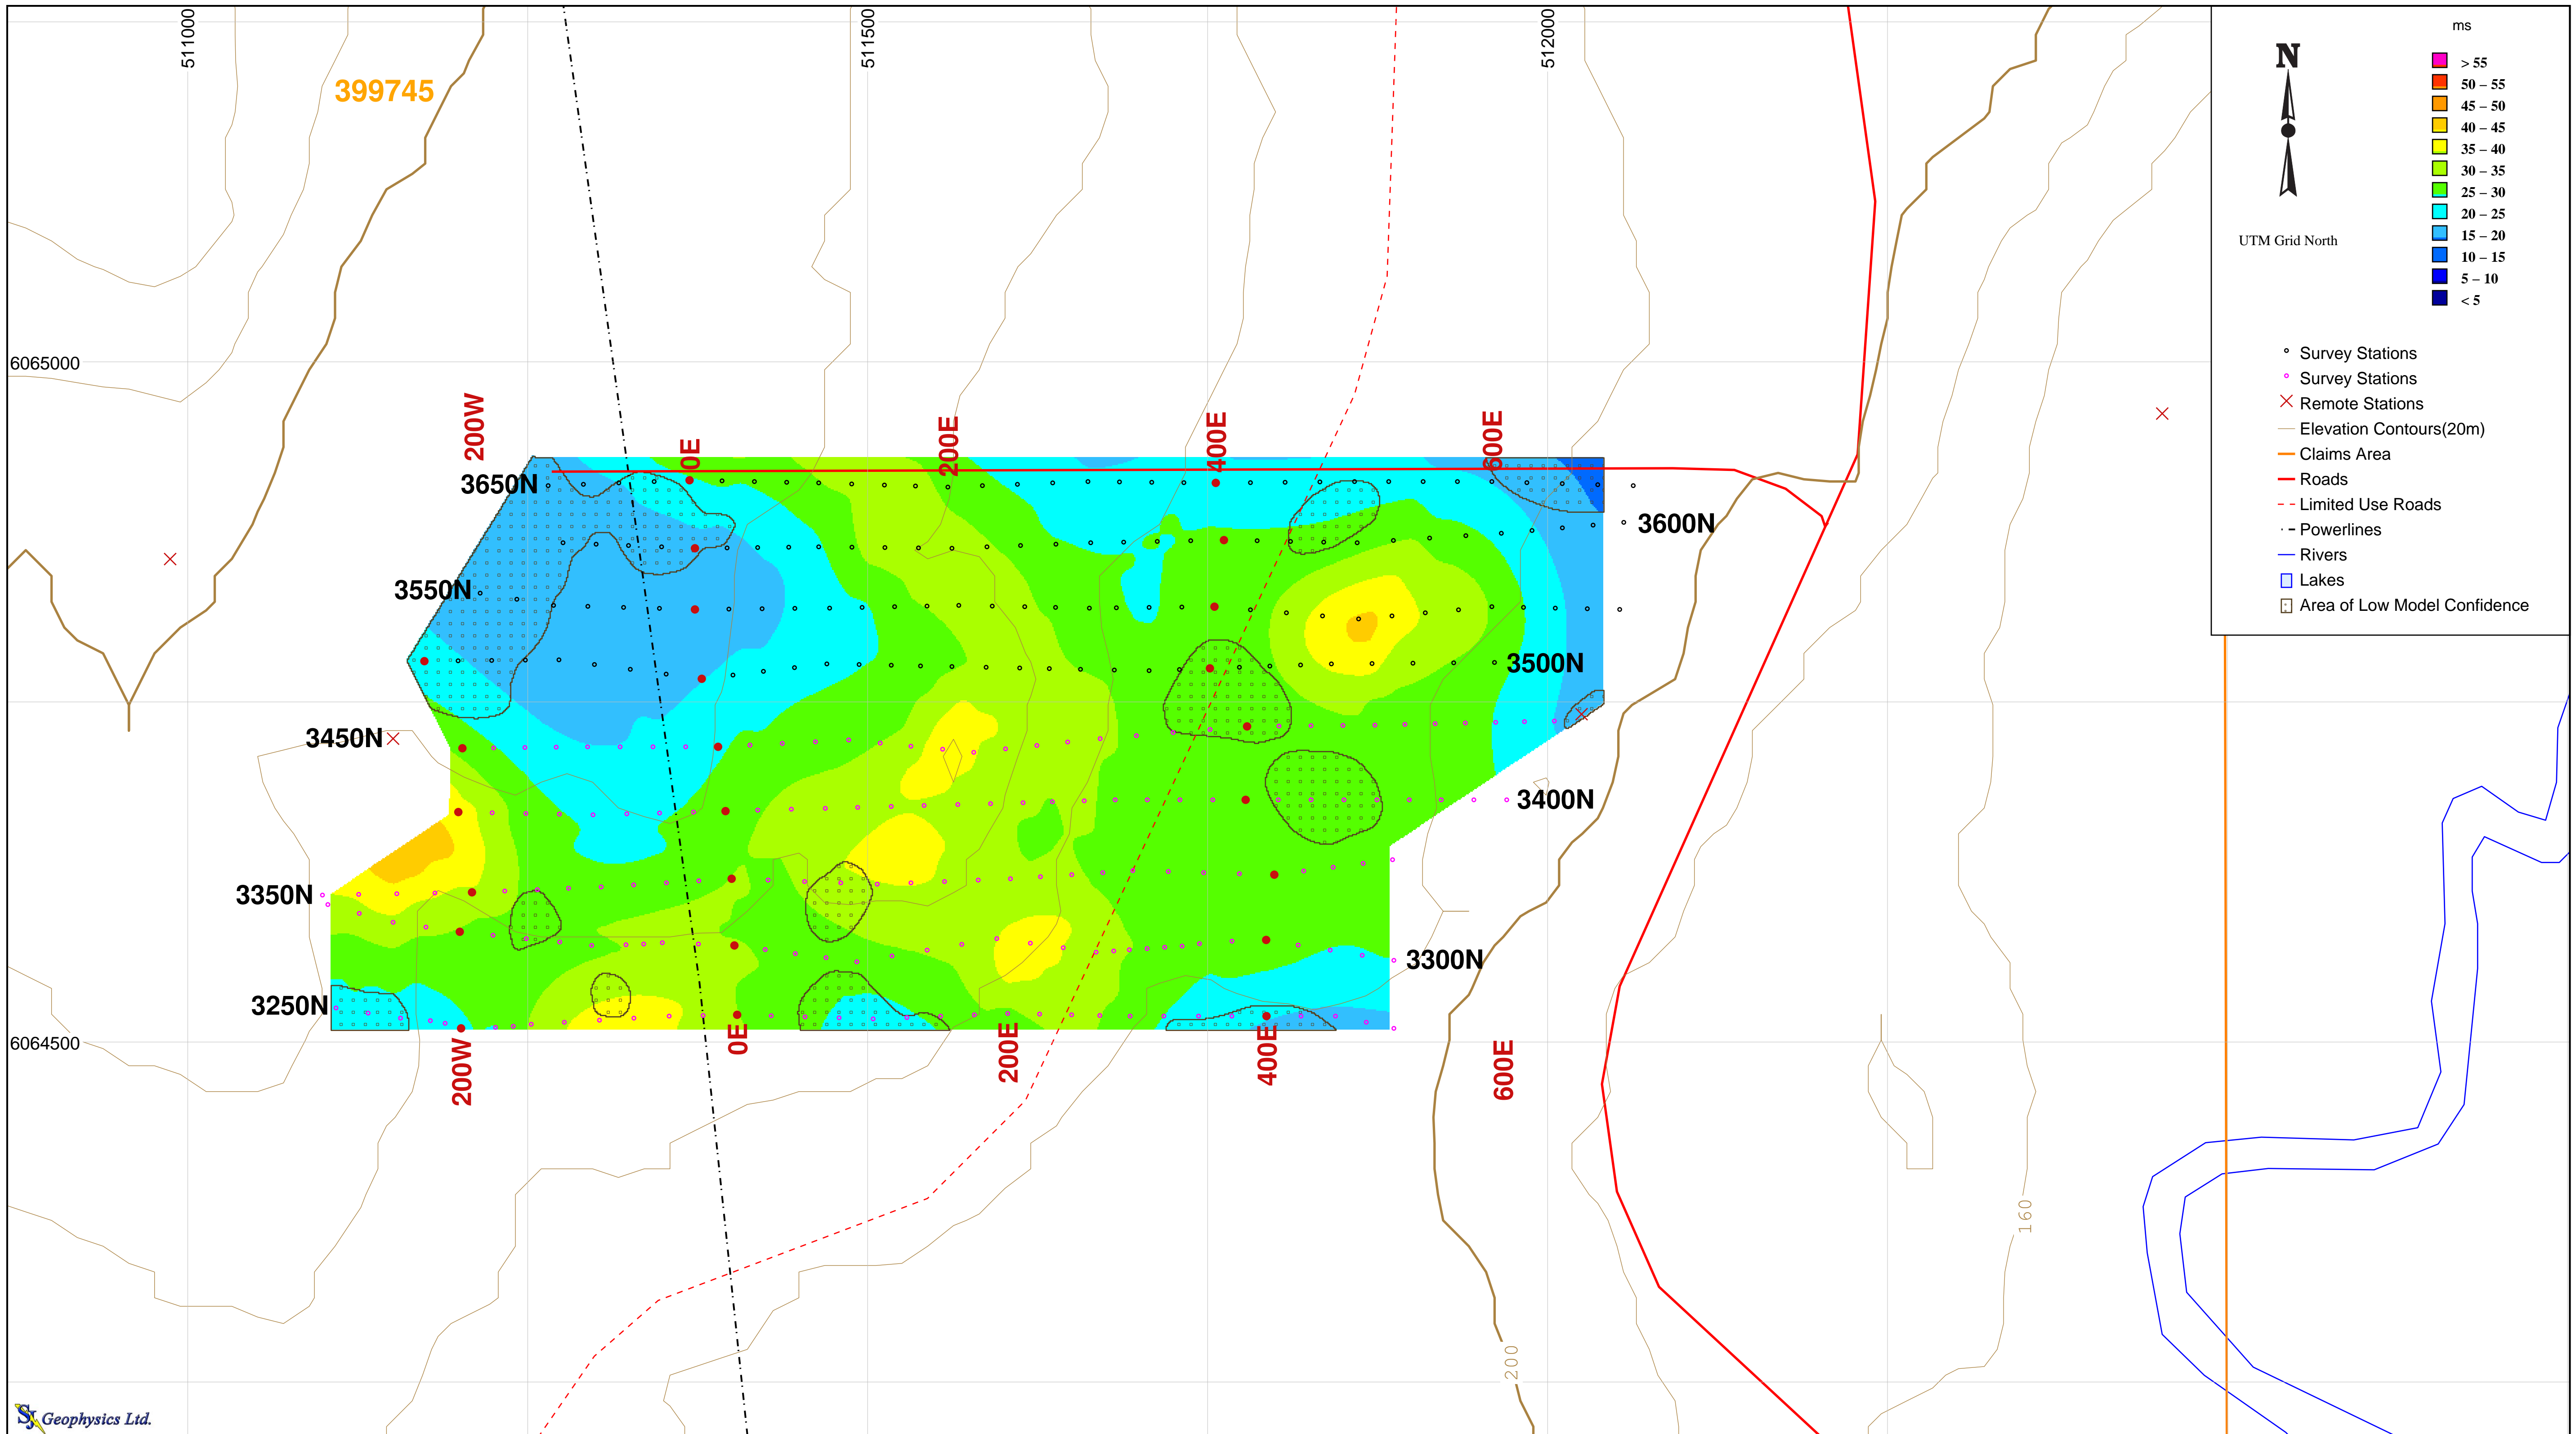 511000
511500
512000
399745
6065000
6064500
200W
0E
200E
400E
600E
3650N
3600N
3550N
3500N
3450N
3400N
3350N
3300N
3250N
200W
0E
200E
400E
600E
160
200
SJ Geophysics Ltd.
N
UTM Grid North
ms
> 55
50 – 55
45 – 50
40 – 45
35 – 40
30 – 35
25 – 30
20 – 25
15 – 20
10 – 15
5 – 10
< 5
Survey Stations
Survey Stations
Remote Stations
Elevation Contours(20m)
Claims Area
Roads
Limited Use Roads
Powerlines
Rivers
Lakes
Area of Low Model Confidence